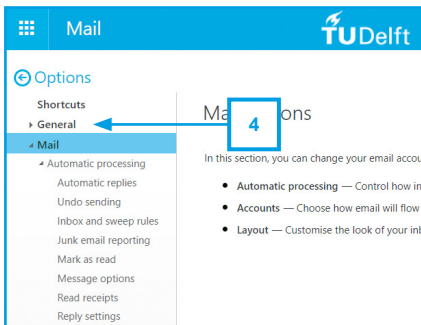 Mail
TUDelft
Options
Shortcuts
General
Mail
Automatic processing
Automatic replies
Undo sending
Inbox and sweep rules
Junk email reporting
Mark as read
Message options
Read receipts
Reply settings
4
Ma ons
In this section, you can change your email accou
• Automatic processing — Control how in
• Accounts — Choose how email will flow
• Layout — Customise the look of your inb